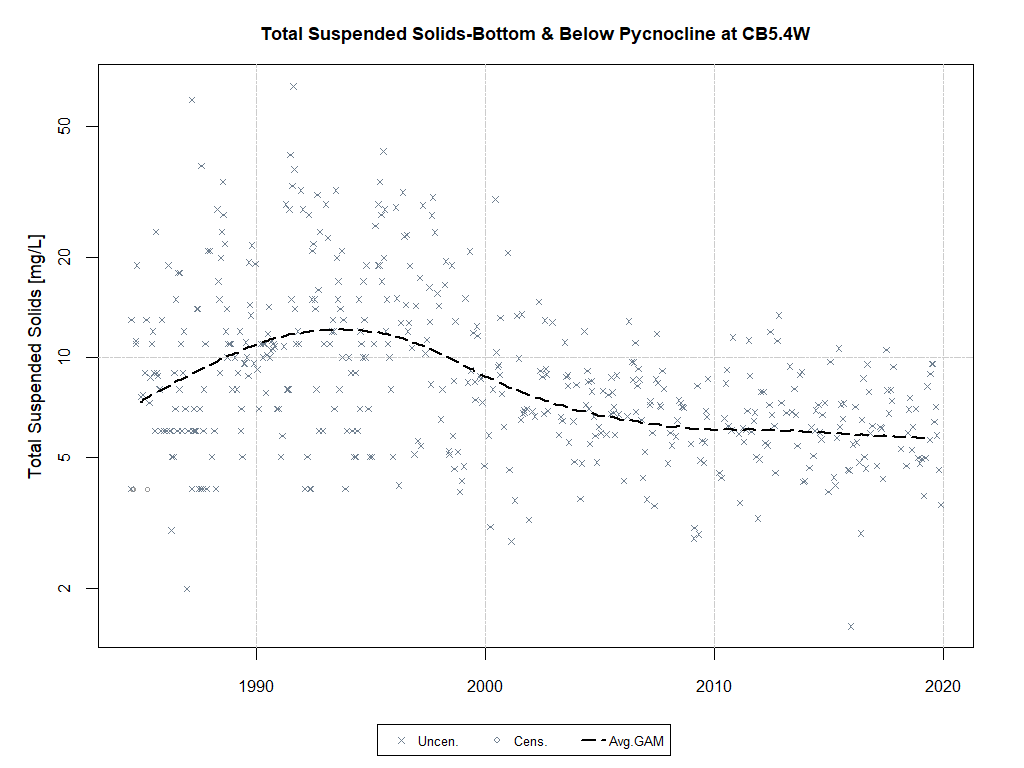 Total Suspended Solids-Bottom & Below Pycnocline at CB5.4W
Total Suspended Solids [mg/L]
50
20
10
5
2
1990 2000 2010 2020
Uncen. Cens. Avg.GAM